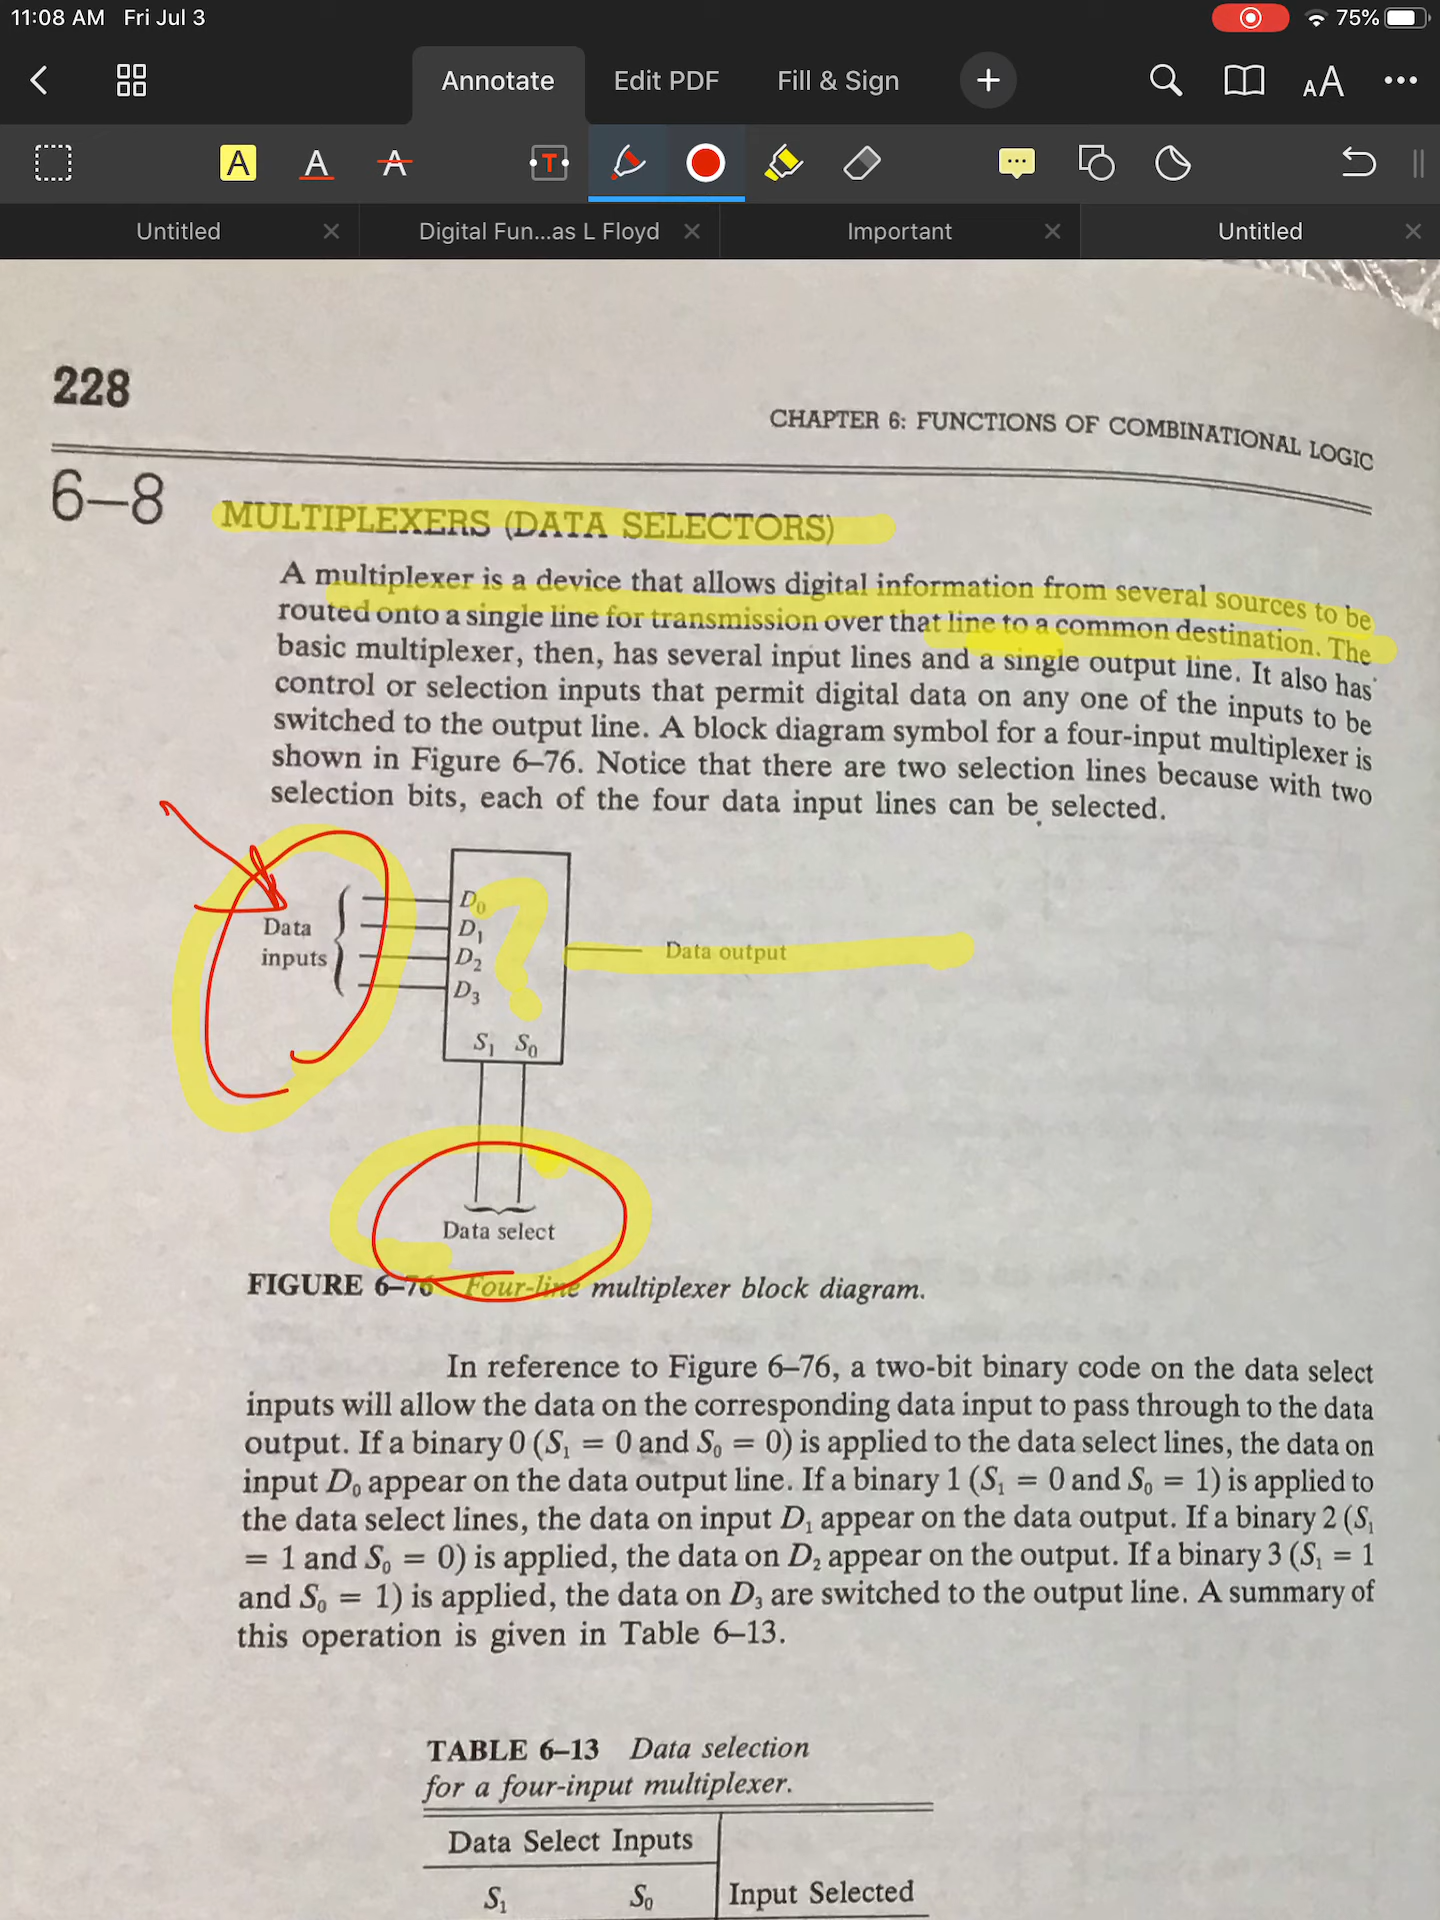 11:08 AM Fri Jul 3
75%
Annotate
Edit PDF
Fill & Sign
AA
A
A
A
T
Untitled
Digital Fun...as L Floyd
Important
Untitled
228
CHAPTER 6: FUNCTIONS OF COMBINATIONAL LOGIC
6–8 MULTIPLEXERS (DATA SELECTORS)
A multiplexer is a device that allows digital information from several sources to be
routed onto a single line for transmission over that line to a common destination. The
basic multiplexer, then, has several input lines and a single output line. It also has
control or selection inputs that permit digital data on any one of the inputs to be
switched to the output line. A block diagram symbol for a four-input multiplexer is
shown in Figure 6–76. Notice that there are two selection lines because with two
selection bits, each of the four data input lines can be selected.
Data
inputs
D₀
D₁
D₂
D₃
?
Data output
S₁ S₀
Data select
FIGURE 6–76 Four-line multiplexer block diagram.
In reference to Figure 6–76, a two-bit binary code on the data select
inputs will allow the data on the corresponding data input to pass through to the data
output. If a binary 0 (S₁ = 0 and S₀ = 0) is applied to the data select lines, the data on
input D₀ appear on the data output line. If a binary 1 (S₁ = 0 and S₀ = 1) is applied to
the data select lines, the data on input D₁ appear on the data output. If a binary 2 (S₁
= 1 and S₀ = 0) is applied, the data on D₂ appear on the output. If a binary 3 (S₁ = 1
and S₀ = 1) is applied, the data on D₃ are switched to the output line. A summary of
this operation is given in Table 6–13.
TABLE 6–13 Data selection
for a four-input multiplexer.
Data Select Inputs
S₁ S₀ Input Selected